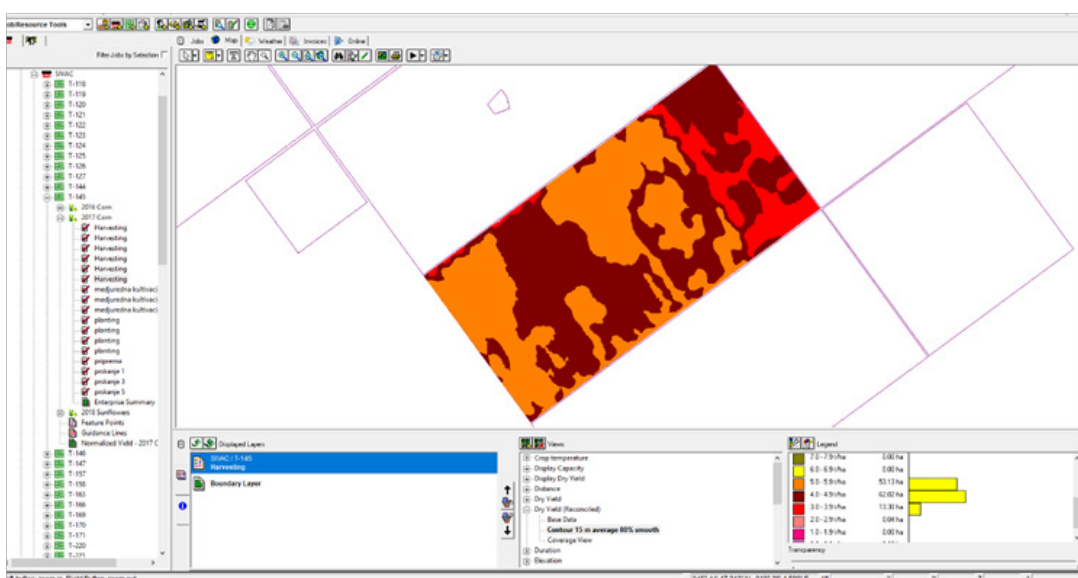 Job/Resource Tools
Jobs Map Weather Invoices Online
Filter Jobs by Selection
SIVAC
T-118
T-119
T-120
T-121
T-122
T-123
T-124
T-125
T-126
T-127
T-144
T-145
2016 Corn
2017 Corn
Harvesting
Harvesting
Harvesting
Harvesting
Harvesting
Harvesting
medjuredna kultivaci
medjuredna kultivaci
medjuredna kultivaci
planting
planting
planting
planting
priprema
prskanje 1
prskanje 3
prskanje 5
Enterprise Summary
2018 Sunflowers
Feature Points
Guidance Lines
Normalized Yield - 2017 C
T-146
T-147
T-157
T-158
T-163
T-166
T-169
T-170
T-171
T-220
T-221
Displayed Layers
SIVAC / T-145
Harvesting
Boundary Layer
Views
Crop temperature
Display Capacity
Display Dry Yield
Distance
Dry Yield
Dry Yield (Reconciled)
Base Data
Contour 15 m average 80% smooth
Coverage View
Duration
Elevation
Legend
7.0 - 7.9 t/ha 0.00 ha
6.0 - 6.9 t/ha 0.00 ha
5.0 - 5.9 t/ha 53.13 ha
4.0 - 4.9 t/ha 62.02 ha
3.0 - 3.9 t/ha 13.30 ha
2.0 - 2.9 t/ha 0.04 ha
1.0 - 1.9 t/ha 0.00 ha
Transparency